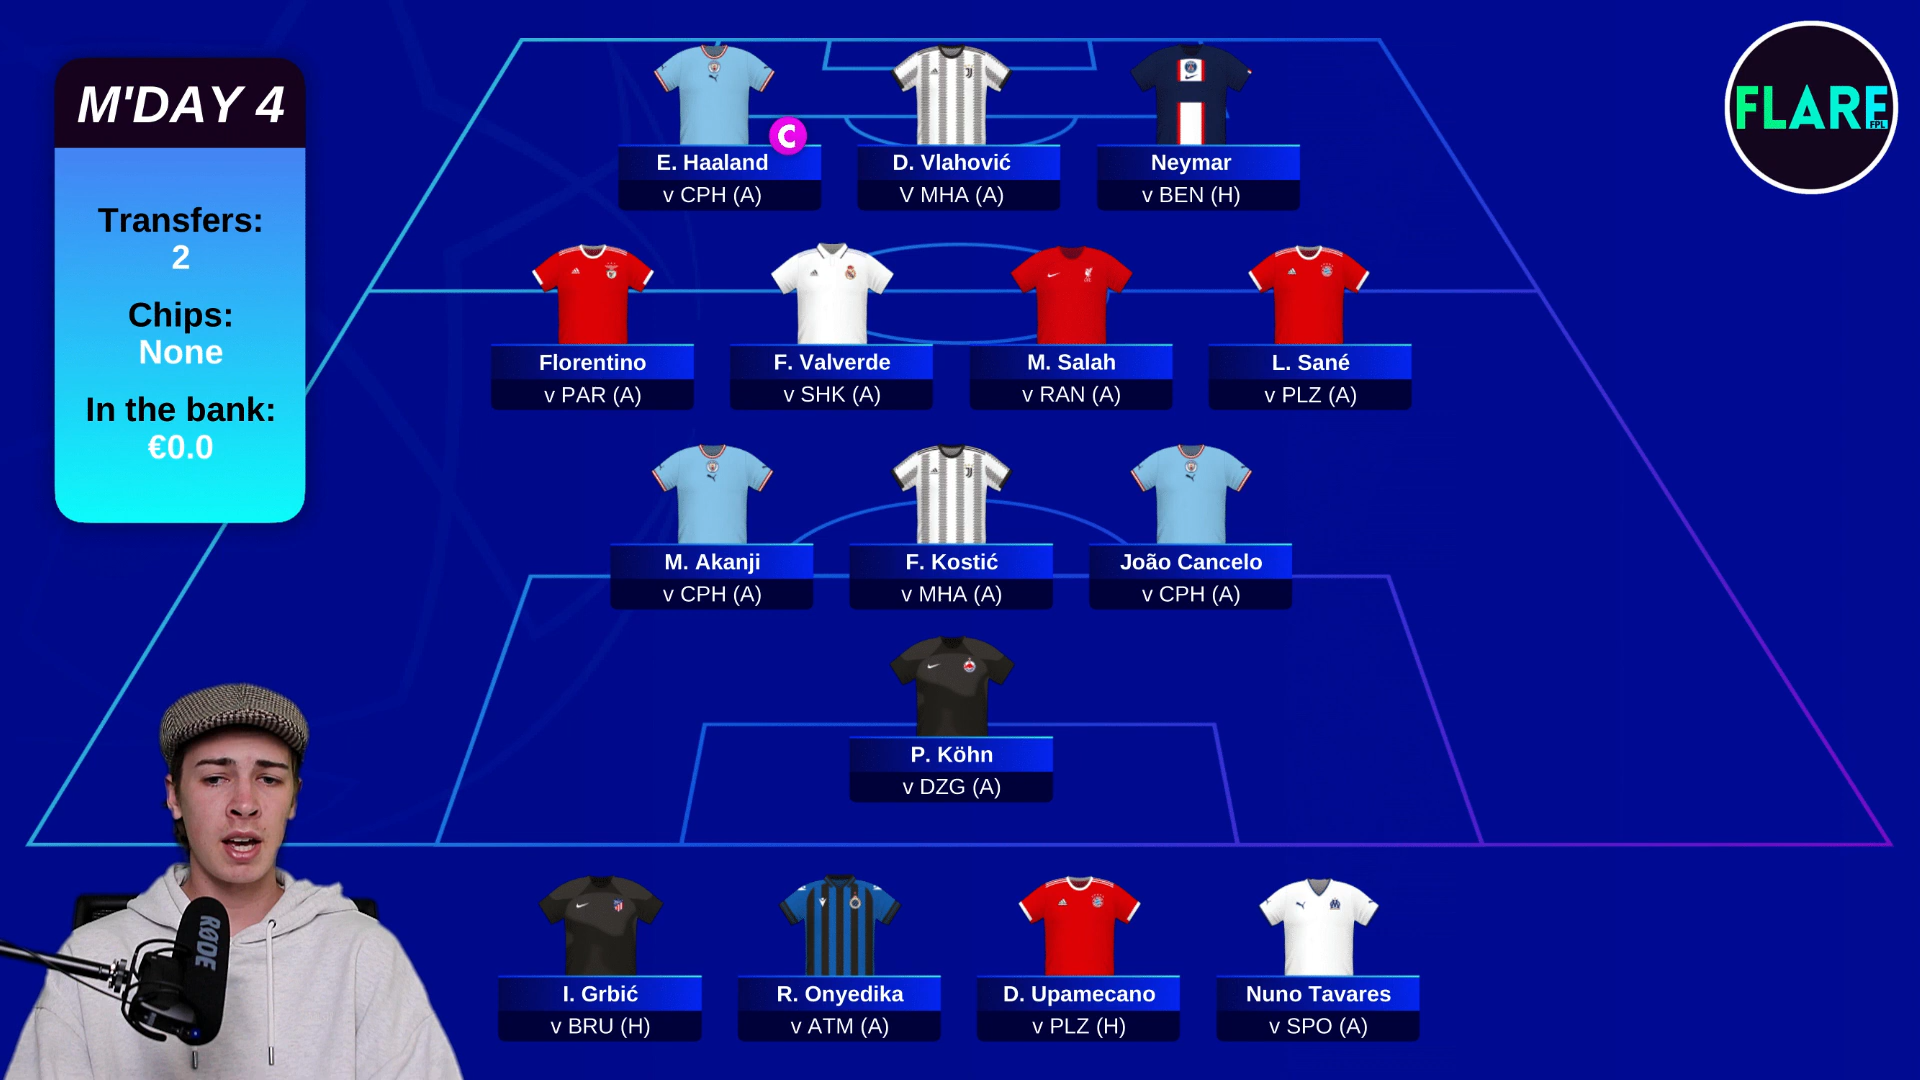 M'DAY 4
Transfers:
2
Chips:
None
In the bank:
€0.0
FLARE
FPL
C
E. Haaland
v CPH (A)
D. Vlahović
V MHA (A)
Neymar
v BEN (H)
Florentino
v PAR (A)
F. Valverde
v SHK (A)
M. Salah
v RAN (A)
L. Sané
v PLZ (A)
M. Akanji
v CPH (A)
F. Kostić
v MHA (A)
João Cancelo
v CPH (A)
P. Köhn
v DZG (A)
I. Grbić
v BRU (H)
R. Onyedika
v ATM (A)
D. Upamecano
v PLZ (H)
Nuno Tavares
v SPO (A)
RØDE